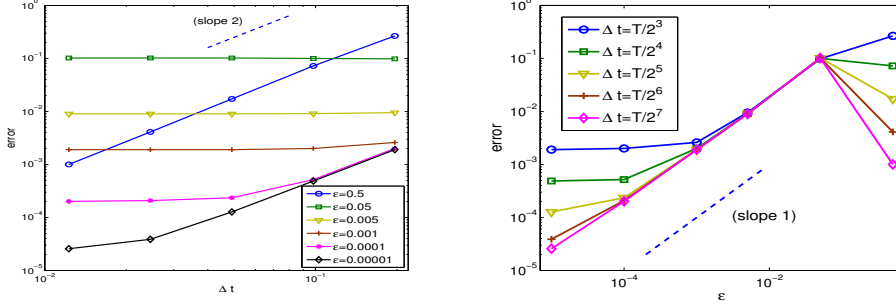 (slope 2)
10^0
10^-1
10^-2
10^-3
10^-4
10^-5
error
ε=0.5
ε=0.05
ε=0.005
ε=0.001
ε=0.0001
ε=0.00001
10^-2
10^-1
Δ t
Δ t=T/2^3
Δ t=T/2^4
Δ t=T/2^5
Δ t=T/2^6
Δ t=T/2^7
10^0
10^-1
10^-2
10^-3
10^-4
10^-5
error
(slope 1)
10^-4
10^-2
ε